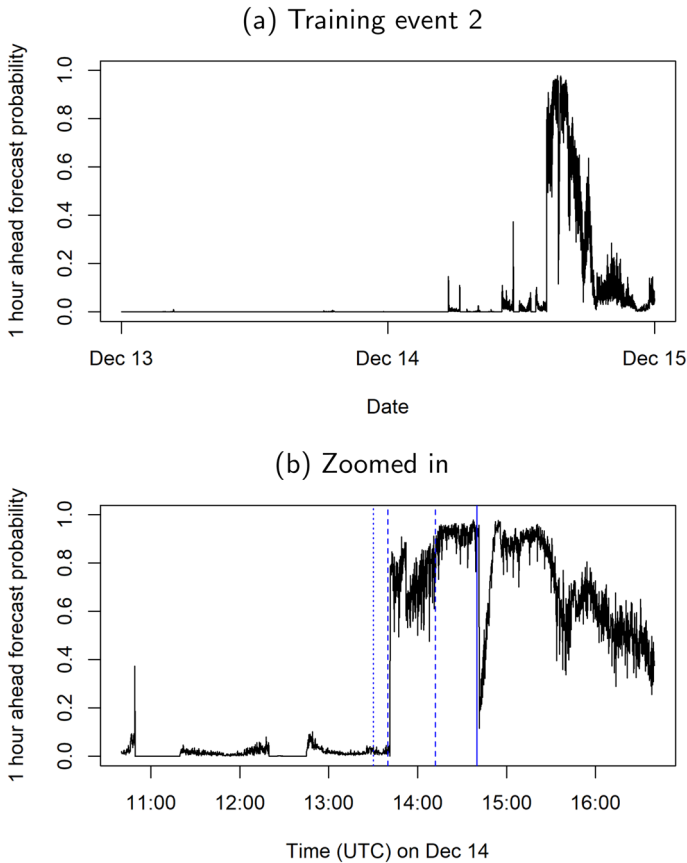 (a) Training event 2
1 hour ahead forecast probability
1.0
0.8
0.6
0.4
0.2
0.0
Dec 13 Dec 14 Dec 15
Date
(b) Zoomed in
1 hour ahead forecast probability
1.0
0.8
0.6
0.4
0.2
0.0
11:00 12:00 13:00 14:00 15:00 16:00
Time (UTC) on Dec 14